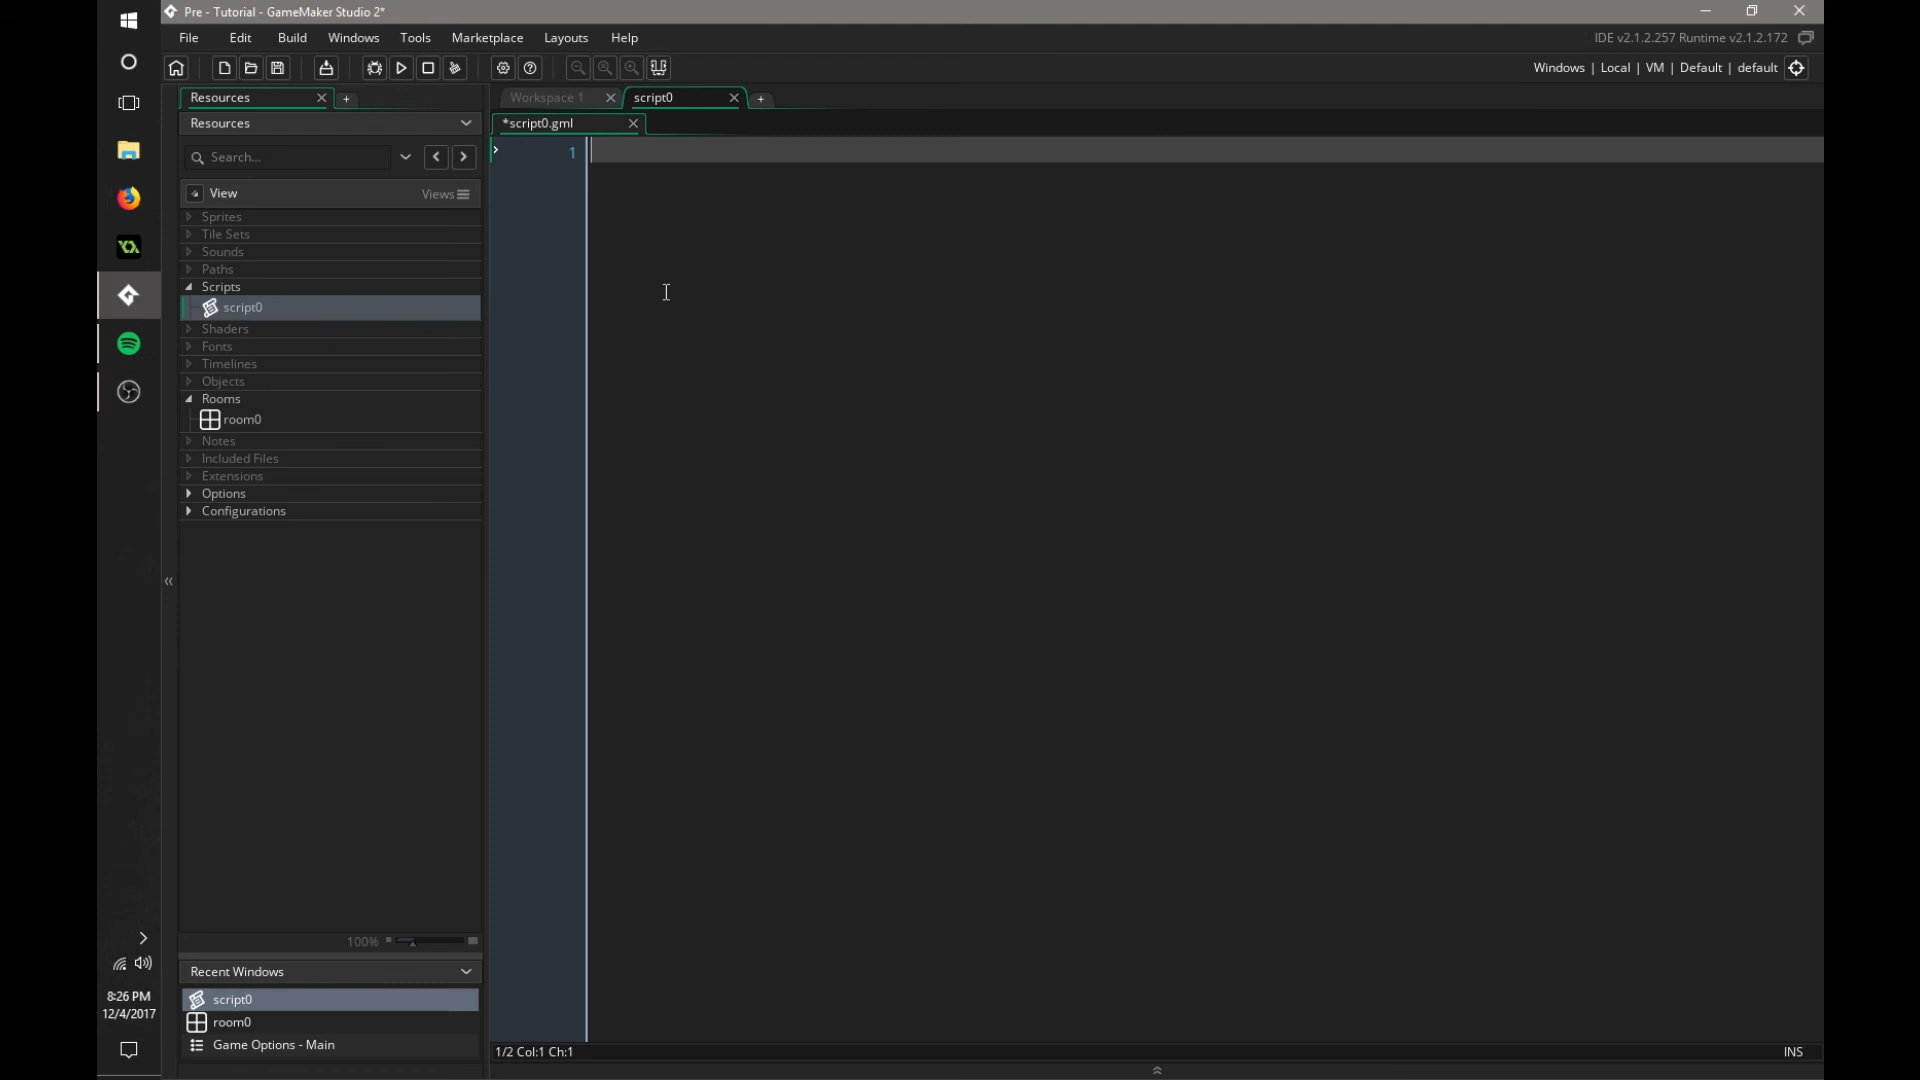 Pre - Tutorial - GameMaker Studio 2*
File Edit Build Windows Tools Marketplace Layouts Help
IDE v2.1.2.257 Runtime v2.1.2.172
Windows | Local | VM | Default | default
Resources
Workspace 1
script0
Resources
*script0.gml
Search...
1
View
Views
Sprites
Tile Sets
Sounds
Paths
Scripts
script0
Shaders
Fonts
Timelines
Objects
Rooms
room0
Notes
Included Files
Extensions
Options
Configurations
100%
Recent Windows
script0
room0
Game Options - Main
8:26 PM
12/4/2017
1/2 Col:1 Ch:1
INS